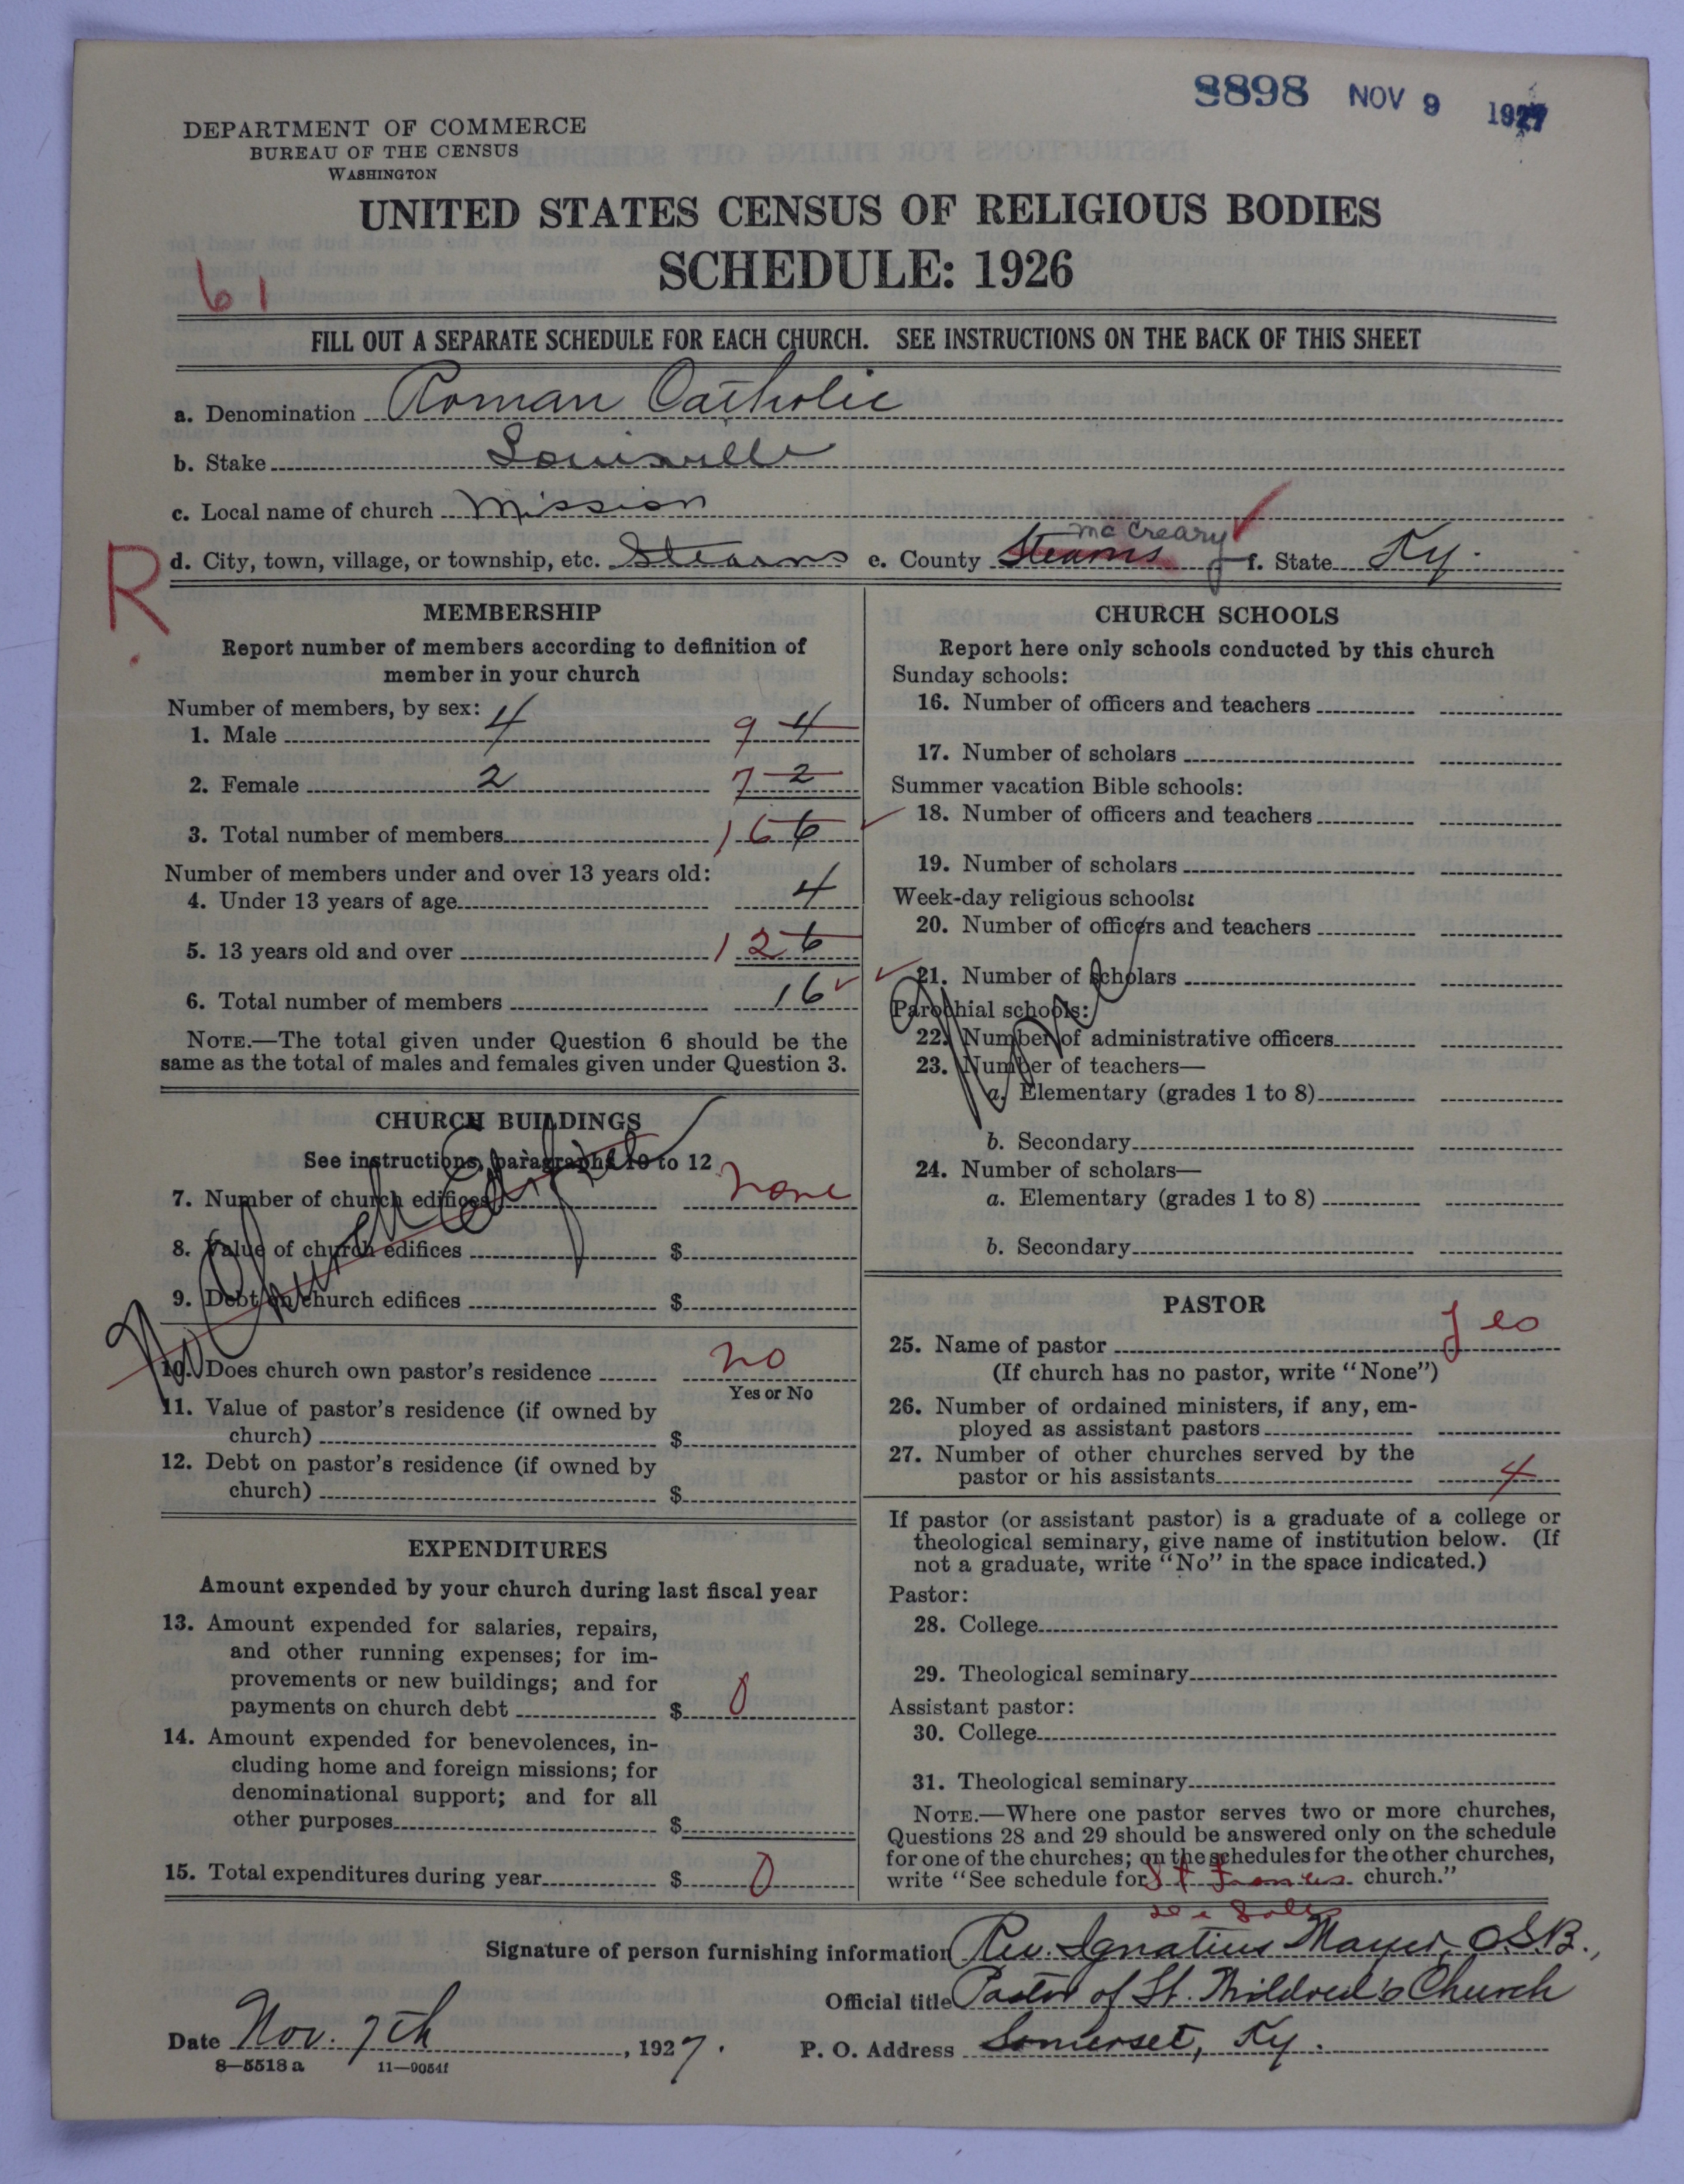 8898 NOV 9 1927
DEPARTMENT OF COMMERCE
BUREAU OF THE CENSUS
WASHINGTON
UNITED STATES CENSUS OF RELIGIOUS BODIES
SCHEDULE: 1926
61
FILL OUT A SEPARATE SCHEDULE FOR EACH CHURCH. SEE INSTRUCTIONS ON THE BACK OF THIS SHEET
a. Denomination Roman Catholic
b. Stake Louisville
c. Local name of church Mission
R. d. City, town, village, or township, etc. Stearns e. County Stearns McCreary f. State Ky.
MEMBERSHIP
Report number of members according to definition of
member in your church
Number of members, by sex:
1. Male 4 9 4
2. Female 2 7 2
3. Total number of members 16 6
Number of members under and over 13 years old:
4. Under 13 years of age 4
5. 13 years old and over 12 6
6. Total number of members 16
NOTE.—The total given under Question 6 should be the
same as the total of males and females given under Question 3.
CHURCH BUILDINGS
See instructions, paragraphs 10 to 12
No Church Edifice
7. Number of church edifices none
8. Value of church edifices $
9. Debt on church edifices $
10. Does church own pastor's residence no
Yes or No
11. Value of pastor's residence (if owned by
church) $
12. Debt on pastor's residence (if owned by
church) $
EXPENDITURES
Amount expended by your church during last fiscal year
13. Amount expended for salaries, repairs,
and other running expenses; for im-
provements or new buildings; and for
payments on church debt $ 0
14. Amount expended for benevolences, in-
cluding home and foreign missions; for
denominational support; and for all
other purposes $
15. Total expenditures during year $ 0
CHURCH SCHOOLS
Report here only schools conducted by this church
Sunday schools:
16. Number of officers and teachers
17. Number of scholars
Summer vacation Bible schools:
18. Number of officers and teachers
19. Number of scholars
Week-day religious schools:
20. Number of officers and teachers
21. Number of scholars
Parochial schools:
22. Number of administrative officers
23. Number of teachers—
a. Elementary (grades 1 to 8)
b. Secondary
24. Number of scholars—
a. Elementary (grades 1 to 8)
b. Secondary
PASTOR
25. Name of pastor Yes
(If church has no pastor, write "None")
26. Number of ordained ministers, if any, em-
ployed as assistant pastors
27. Number of other churches served by the
pastor or his assistants 4
If pastor (or assistant pastor) is a graduate of a college or
theological seminary, give name of institution below. (If
not a graduate, write "No" in the space indicated.)
Pastor:
28. College
29. Theological seminary
Assistant pastor:
30. College
31. Theological seminary
NOTE.—Where one pastor serves two or more churches,
Questions 28 and 29 should be answered only on the schedule
for one of the churches; on the schedules for the other churches,
write "See schedule for St Frances church."
de Salle
Signature of person furnishing information Rev. Ignatius Mayer, O.S.B.,
Official title Pastor of St. Mildred's Church
Date Nov. 7th, 1927. P. O. Address Somerset, Ky.
8—5518a 11—9054f